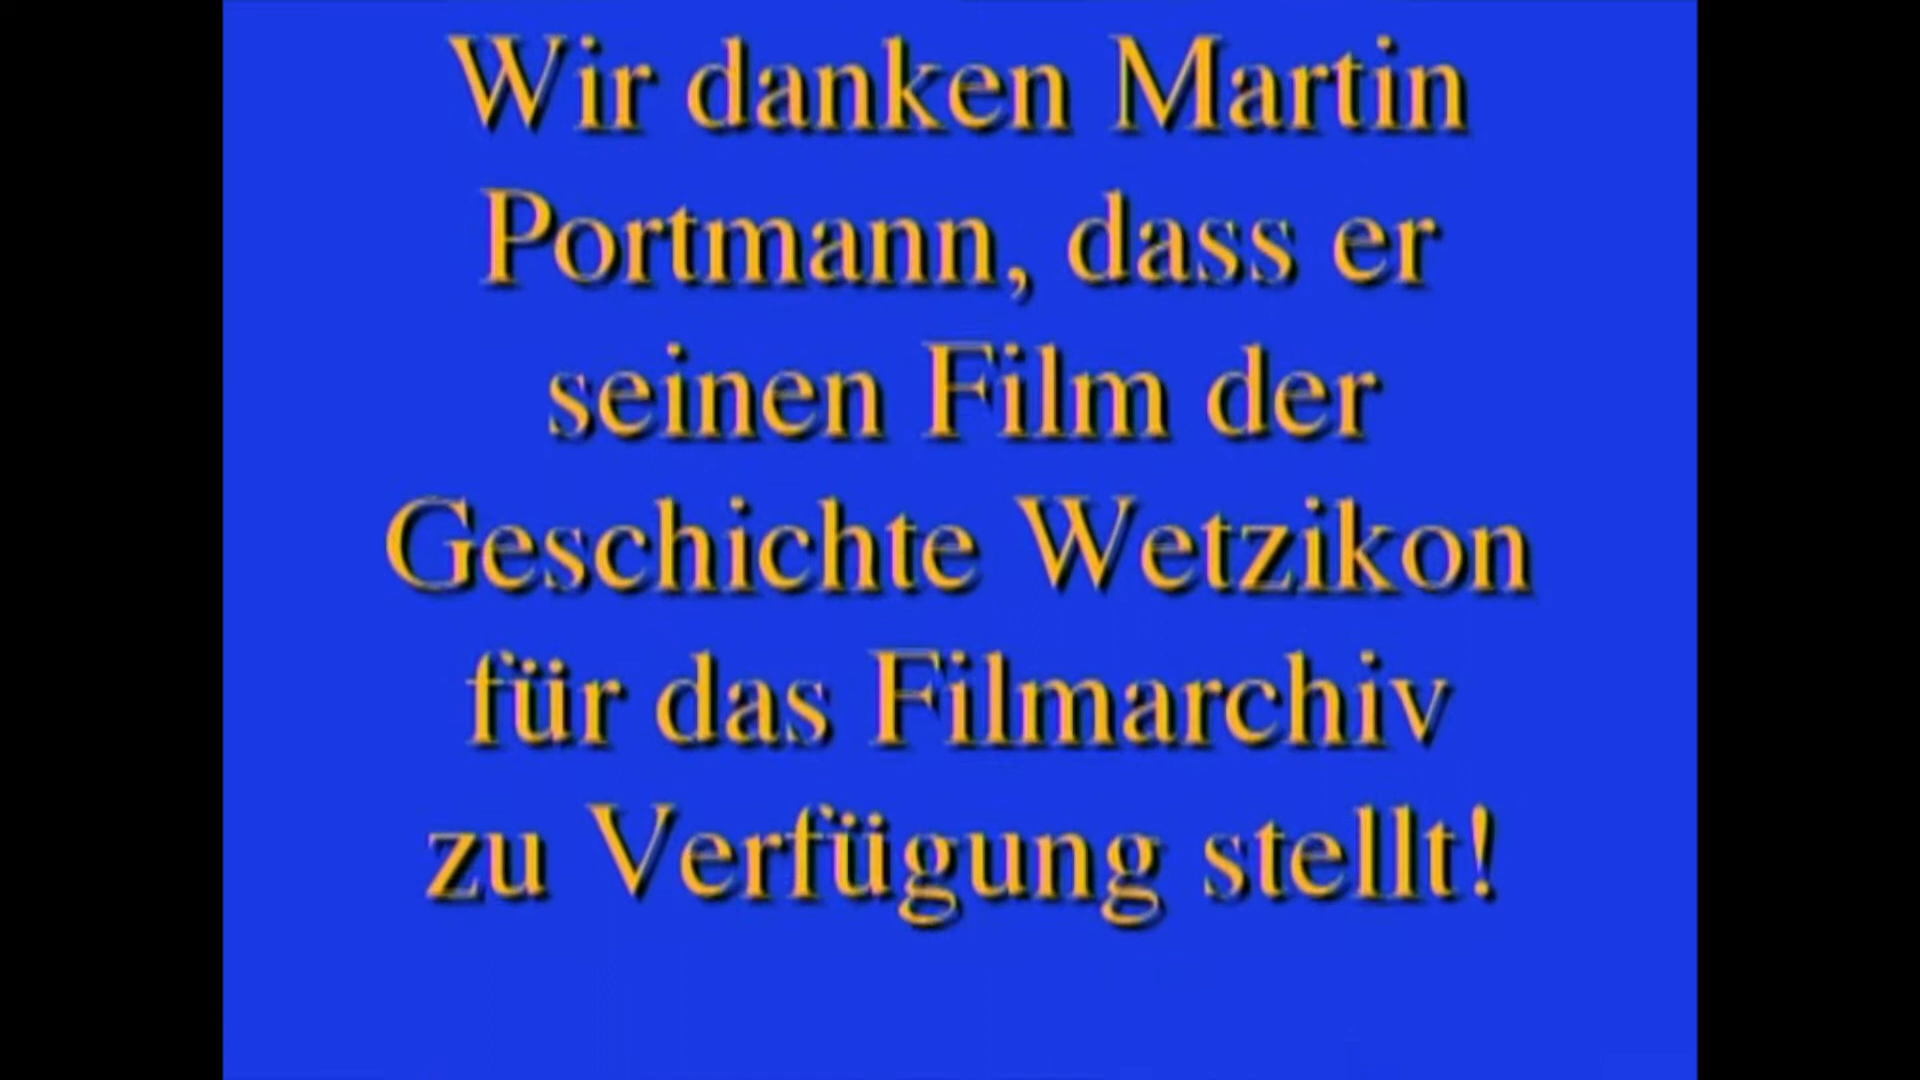 Wir danken Martin
Portmann, dass er
seinen Film der
Geschichte Wetzikon
für das Filmarchiv
zu Verfügung stellt!